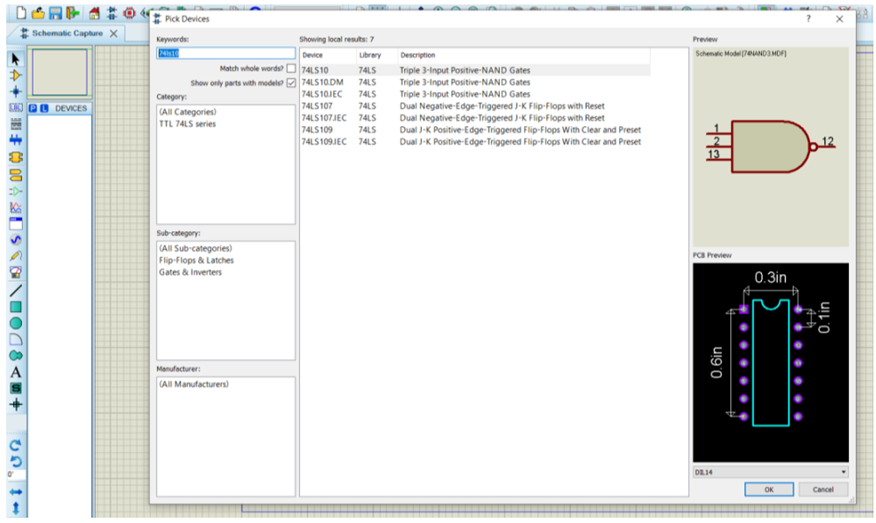 Pick Devices
? ×
Schematic Capture ×
P L DEVICES
Keywords:
74ls10
Match whole words?
Show only parts with models?
Category:
(All Categories)
TTL 74LS series
Sub-category:
(All Sub-categories)
Flip-Flops & Latches
Gates & Inverters
Manufacturer:
(All Manufacturers)
Showing local results: 7
Device Library Description
74LS10 74LS Triple 3-Input Positive-NAND Gates
74LS10.DM 74LS Triple 3-Input Positive-NAND Gates
74LS10.IEC 74LS Triple 3-Input Positive-NAND Gates
74LS107 74LS Dual Negative-Edge-Triggered J-K Flip-Flops with Reset
74LS107.IEC 74LS Dual Negative-Edge-Triggered J-K Flip-Flops with Reset
74LS109 74LS Dual J-K Positive-Edge-Triggered Flip-Flops With Clear and Preset
74LS109.IEC 74LS Dual J-K Positive-Edge-Triggered Flip-Flops With Clear and Preset
Preview
Schematic Model [74NAND3.MDF]
1
2
13
12
PCB Preview
0.3in
0.1in
0.6in
DIL14
OK Cancel
A
S
0°